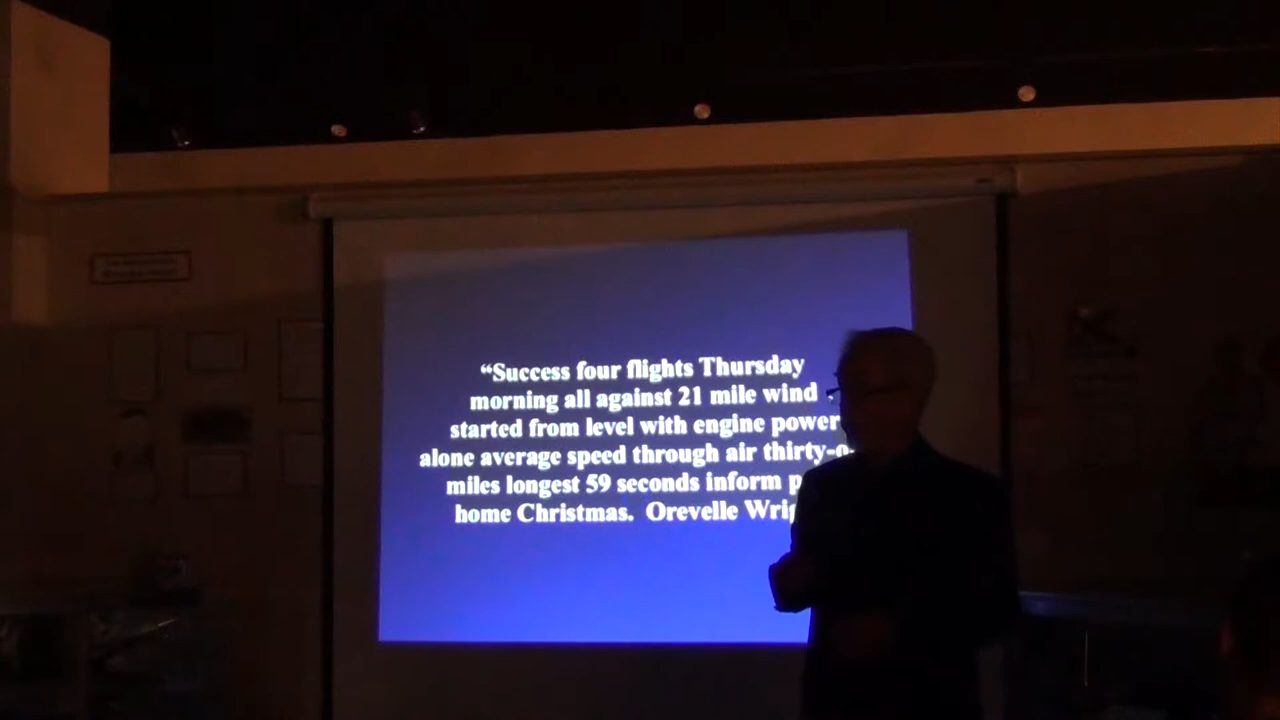 “Success four flights Thursday
morning all against 21 mile wind
started from level with engine power
alone average speed through air thirty-o
miles longest 59 seconds inform p
home Christmas. Orevelle Wrig